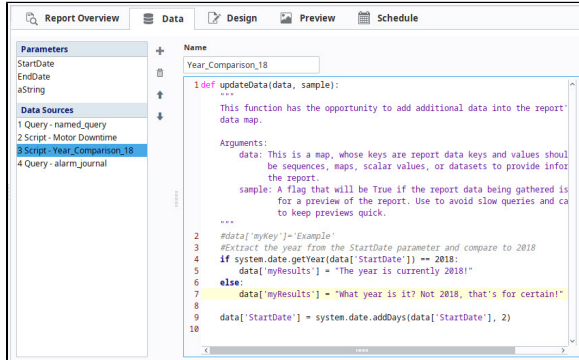 Report Overview Data Design Preview Schedule
Parameters
StartDate
EndDate
aString
Data Sources
1 Query - named_query
2 Script - Motor Downtime
3 Script - Year_Comparison_18
4 Query - alarm_journal
Name
Year_Comparison_18
1 def updateData(data, sample):
"""
This function has the opportunity to add additional data into the report'
data map.
Arguments:
data: This is a map, whose keys are report data keys and values shoul
be sequences, maps, scalar values, or datasets to provide infor
the report.
sample: A flag that will be True if the report data being gathered is
for a preview of the report. Use to avoid slow queries and ca
to keep previews quick.
"""
2 #data['myKey']='Example'
3 #Extract the year from the StartDate parameter and compare to 2018
4 if system.date.getYear(data['StartDate']) == 2018:
5 data['myResults'] = "The year is currently 2018!"
6 else:
7 data['myResults'] = "What year is it? Not 2018, that's for certain!"
8
9 data['StartDate'] = system.date.addDays(data['StartDate'], 2)
10